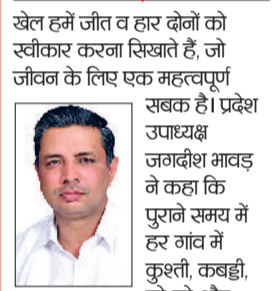 खेल हमें जीत व हार दोनों को
स्वीकार करना सिखाते हैं, जो
जीवन के लिए एक महत्वपूर्ण
सबक है। प्रदेश
उपाध्यक्ष
जगदीश भावड़
ने कहा कि
पुराने समय में
हर गांव में
कुश्ती, कबड्डी,